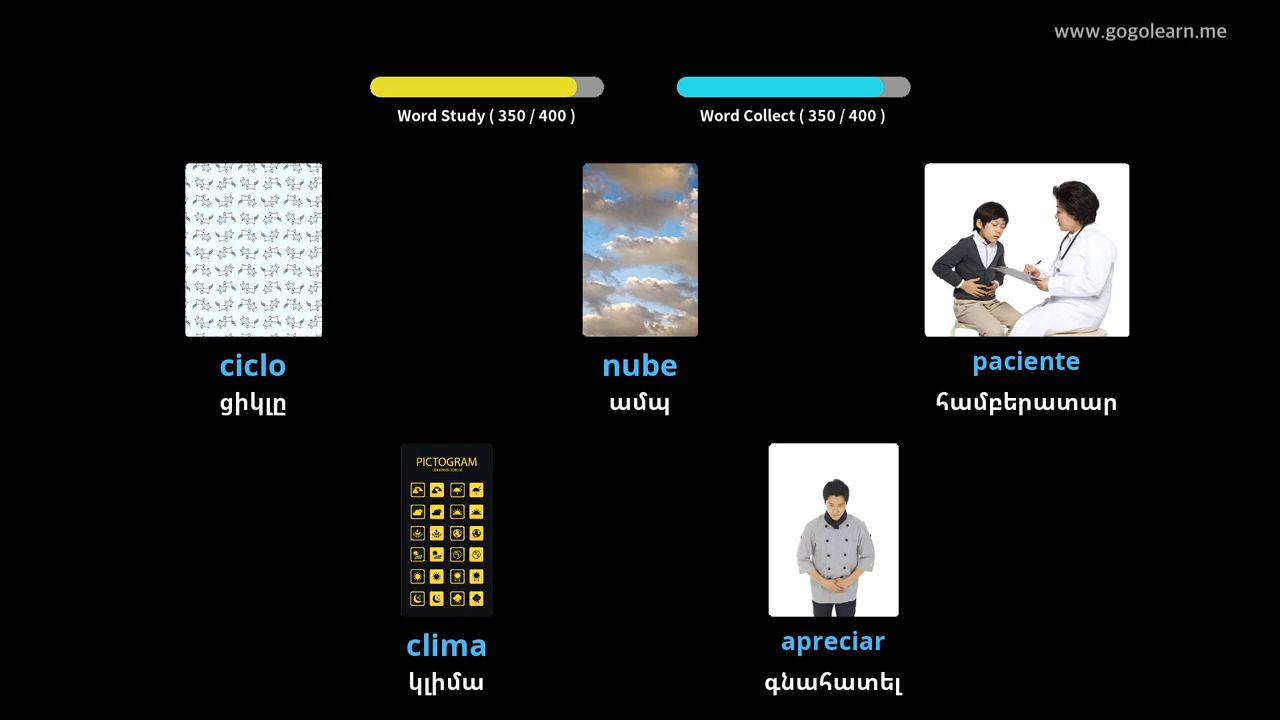 www.gogolearn.me
Word Study ( 350 / 400 )
Word Collect ( 350 / 400 )
ciclo
ցիկլը
nube
ամպ
paciente
համբերատար
PICTOGRAM
clima
կլիմա
apreciar
գնահատել